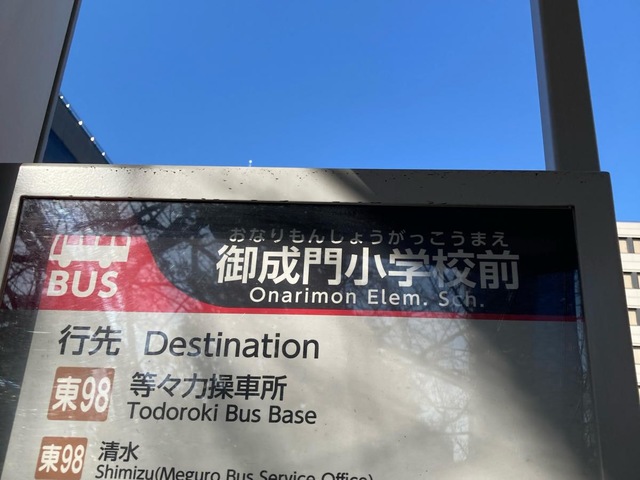 おなりもんしょうがっこうまえ
御成門小学校前
Onarimon Elem. Sch.
BUS
行先 Destination
東98 等々力操車所
Todoroki Bus Base
東98 清水
Shimizu(Meguro Bus Service Office)